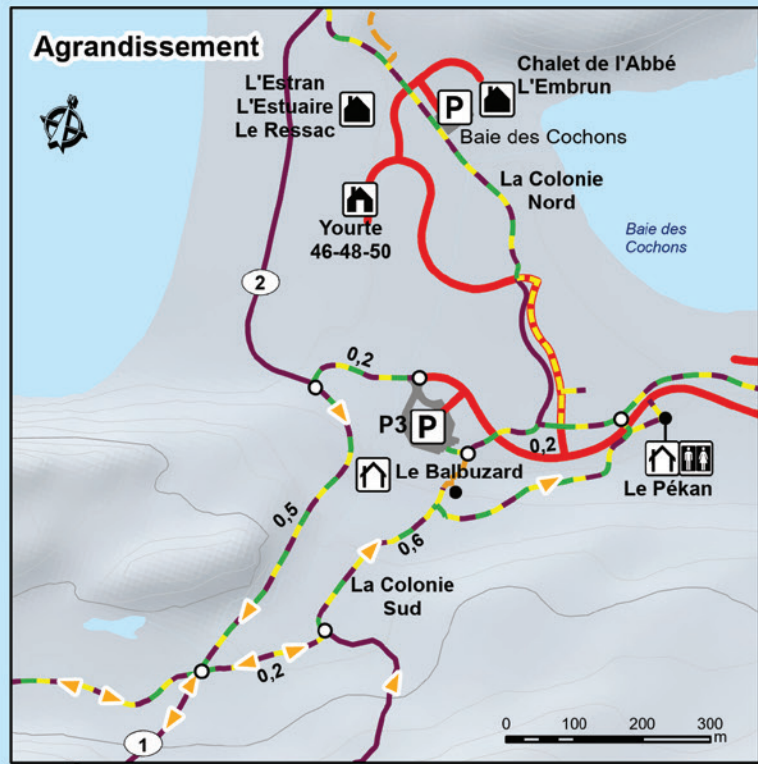 Agrandissement
L'Estran
L'Estuaire
Le Ressac
Chalet de l'Abbé
L'Embrun
P
Baie des Cochons
La Colonie
Nord
Yourte
46-48-50
Baie des
Cochons
2
0,2
P3 P
0,2
Le Balbuzard
Le Pékan
0,5
0,6
La Colonie
Sud
0,2
1
0 100 200 300
m